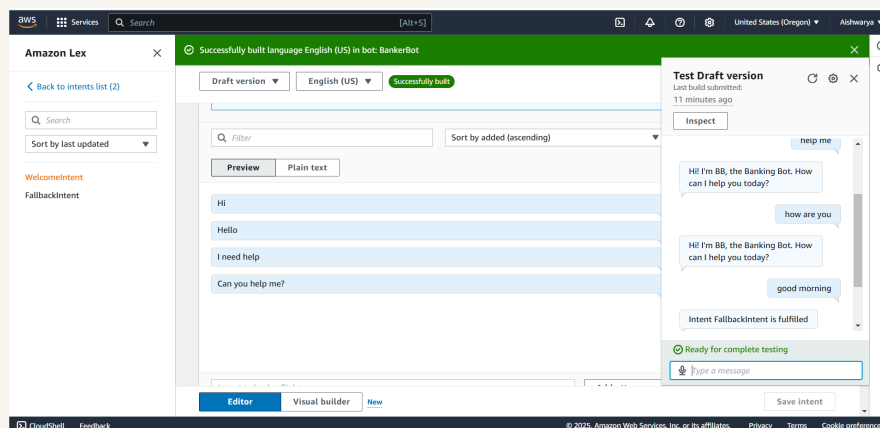 aws Services Search [Alt+S] United States (Oregon) Aishwarya
Amazon Lex
Back to intents list (2)
Search
Sort by last updated
WelcomeIntent
FallbackIntent
Successfully built language English (US) in bot: BankerBot
Draft version English (US) Successfully built
Filter Sort by added (ascending)
Preview Plain text
Hi
Hello
I need help
Can you help me?
Editor Visual builder New Save intent
Test Draft version
Last build submitted:
11 minutes ago
Inspect
help me
Hi! I'm BB, the Banking Bot. How
can I help you today?
how are you
Hi! I'm BB, the Banking Bot. How
can I help you today?
good morning
Intent FallbackIntent is fulfilled
Ready for complete testing
Type a message
CloudShell Feedback © 2025, Amazon Web Services, Inc. or its affiliates. Privacy Terms Cookie preference